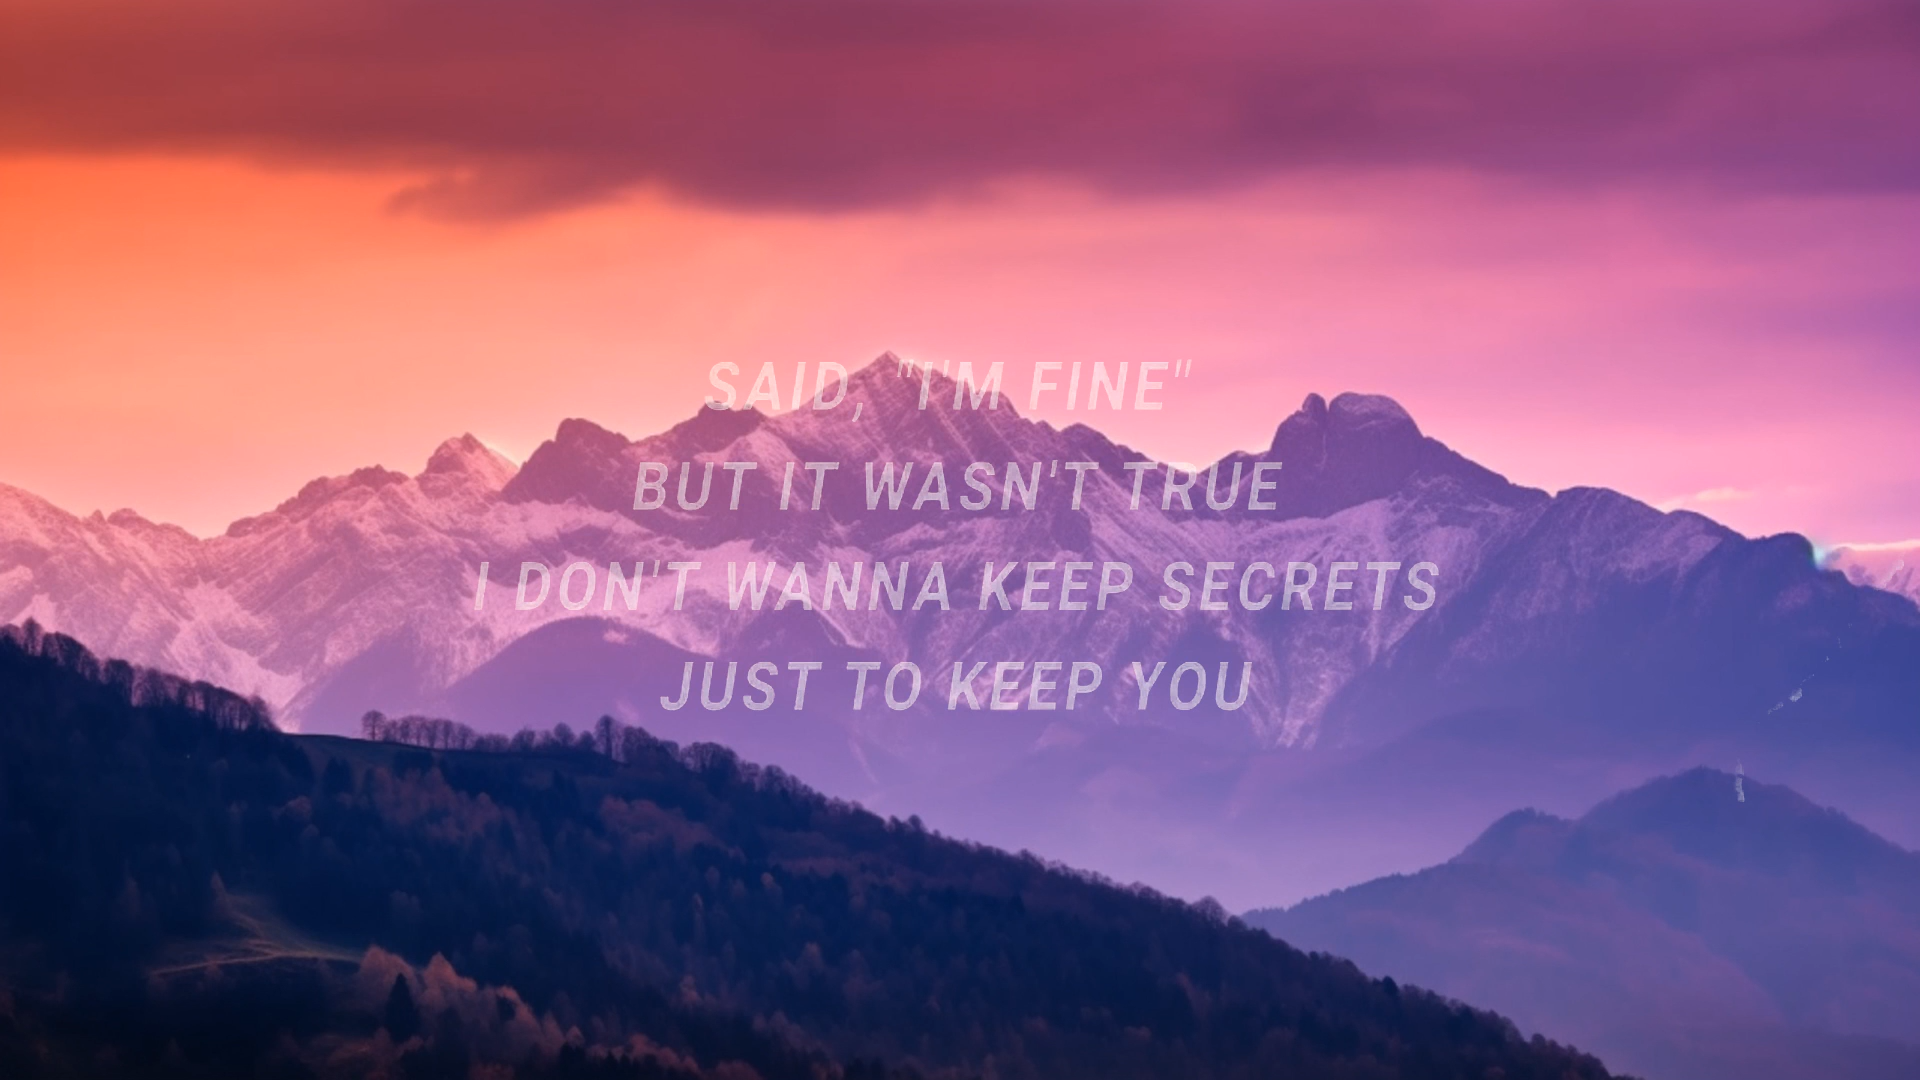 SAID, "I'M FINE"
BUT IT WASN'T TRUE
I DON'T WANNA KEEP SECRETS
JUST TO KEEP YOU